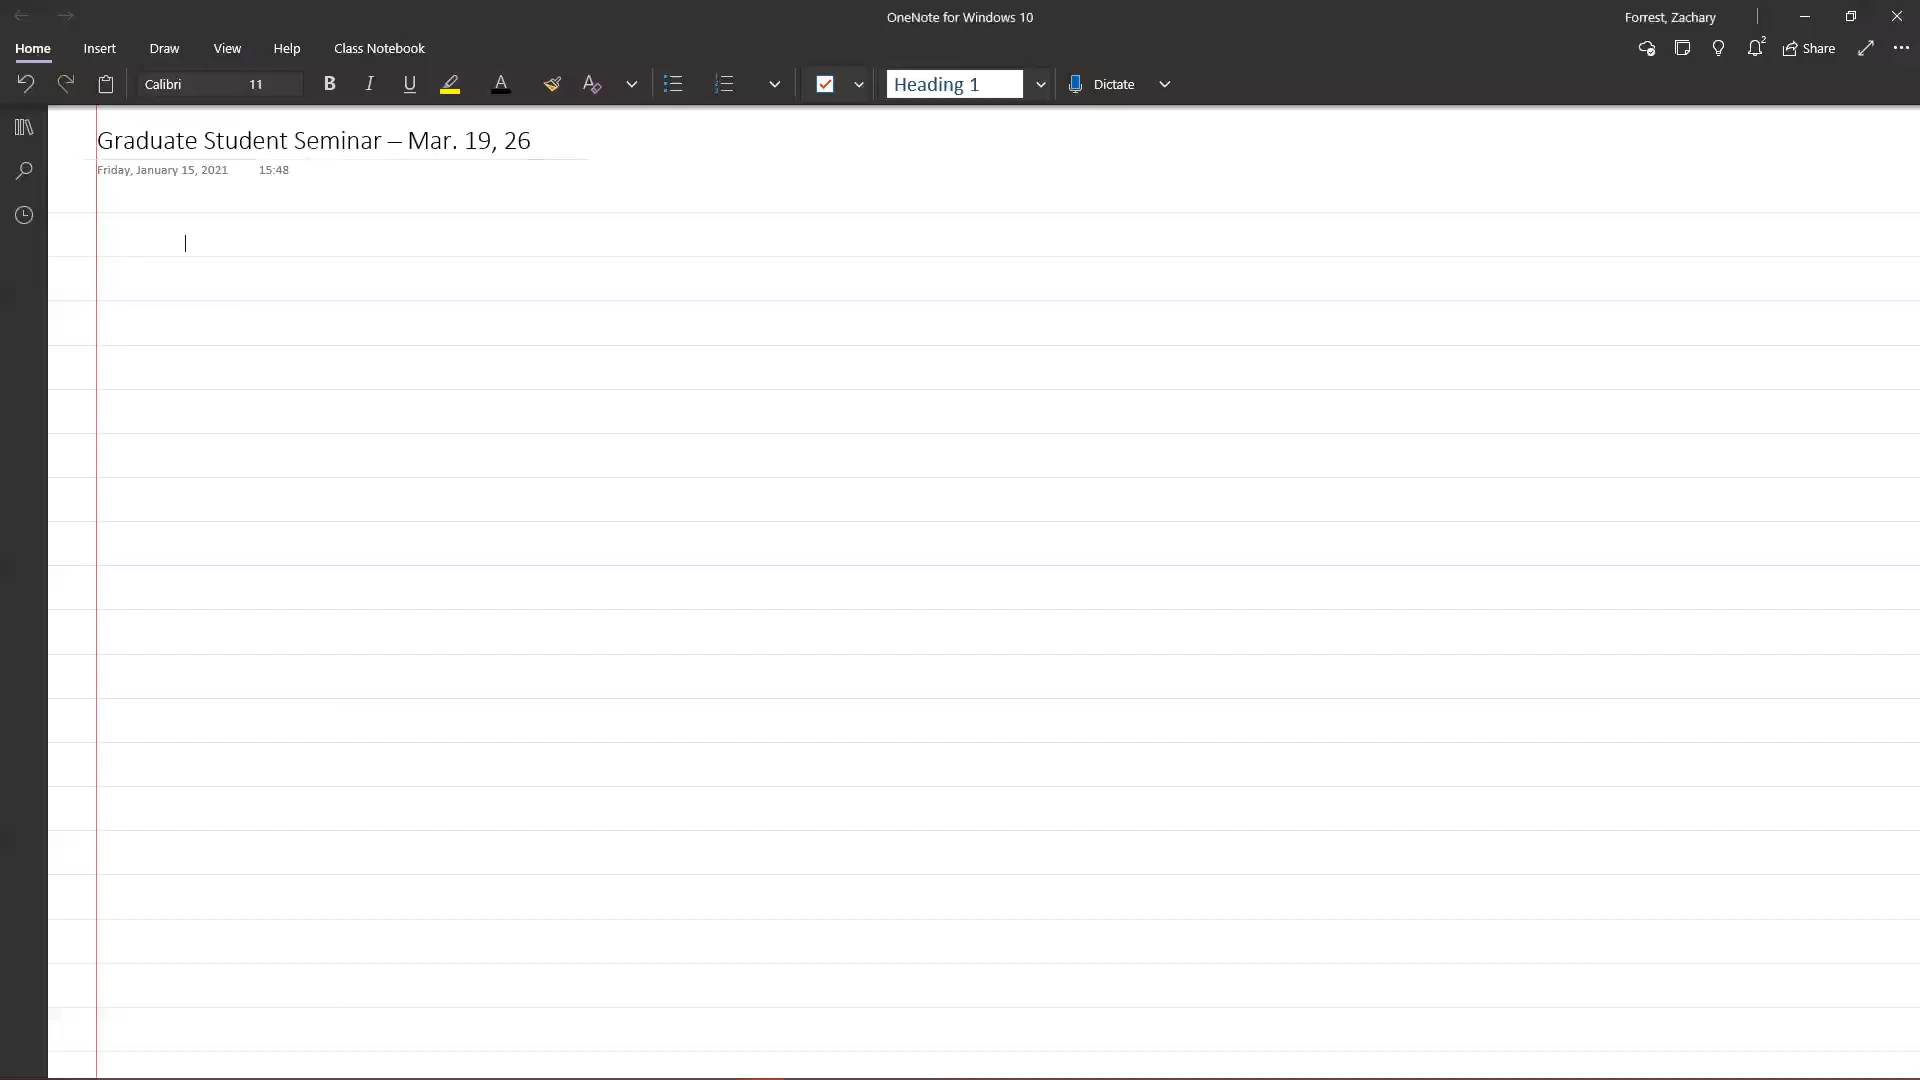 OneNote for Windows 10
Forrest, Zachary
Home Insert Draw View Help Class Notebook
2 Share
Calibri 11 B I U A A Heading 1 Dictate
Graduate Student Seminar – Mar. 19, 26
Friday, January 15, 2021 15:48